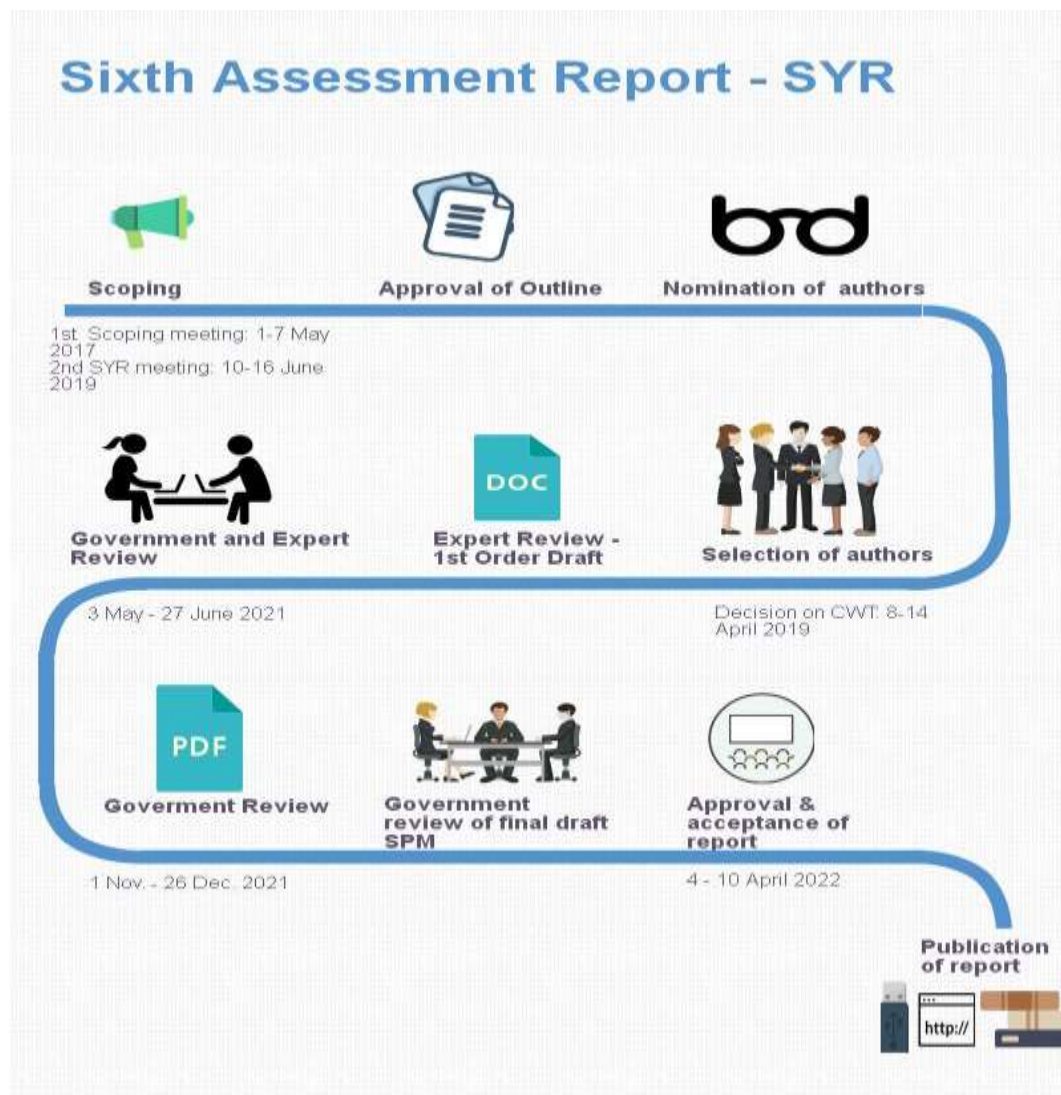 Sixth Assessment Report - SYR
Scoping
Approval of Outline
Nomination of authors
1st Scoping meeting: 1-7 May
2017
2nd SYR meeting: 10-16 June
2019
Government and Expert
Review
DOC
Expert Review -
1st Order Draft
Selection of authors
3 May - 27 June 2021
Decision on CWT: 8-14
April 2019
PDF
Goverment Review
Government
review of final draft
SPM
Approval &
acceptance of
report
1 Nov. - 26 Dec. 2021
4 - 10 April 2022
Publication
of report
http://